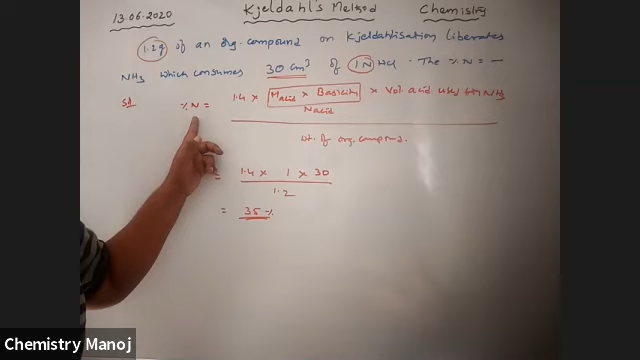 13.06.2020 Kjeldahl's Method Chemistry
1.2g of an org. compound on Kjeldahlisation liberates
NH3 which consumes 30 cm³ of 1N HCl. The % N = —
Sol % N = 1.4 × Macid × Basicity × Vol. acid used for NH3
Nacid
Wt. of org. compound.
= 1.4 × 1 × 30
1.2
= 35 %
Chemistry Manoj